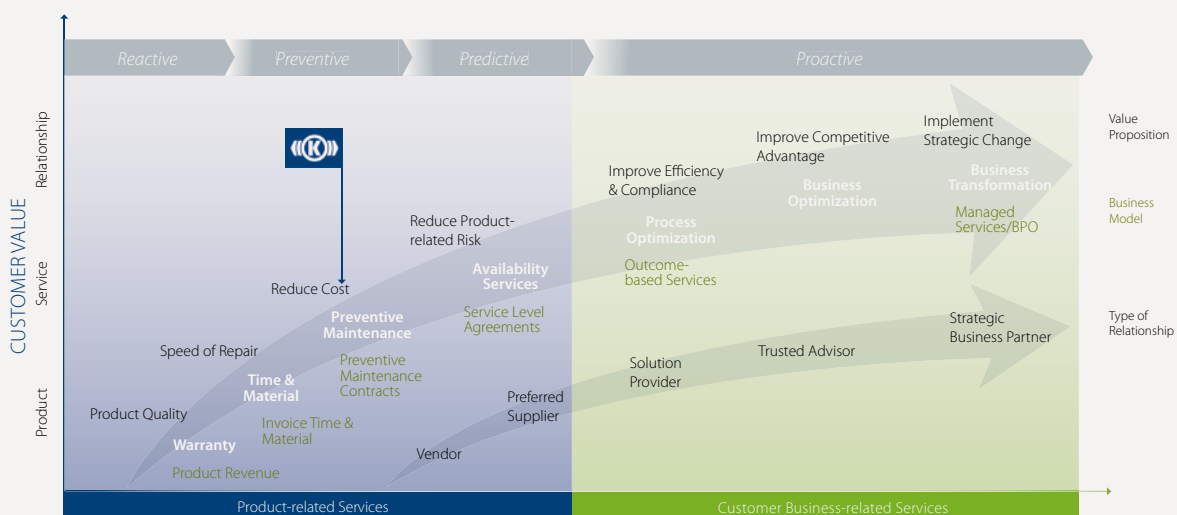 Reactive
Preventive
Predictive
Proactive
CUSTOMER VALUE
Relationship
Service
Product
K
Value
Proposition
Business
Model
Type of
Relationship
Implement
Strategic Change
Improve Competitive
Advantage
Improve Efficiency
& Compliance
Reduce Product-
related Risk
Reduce Cost
Speed of Repair
Product Quality
Business
Transformation
Business
Optimization
Process
Optimization
Availability
Services
Preventive
Maintenance
Time &
Material
Warranty
Managed
Services/BPO
Outcome-
based Services
Service Level
Agreements
Preventive
Maintenance
Contracts
Invoice Time &
Material
Product Revenue
Strategic
Business Partner
Trusted Advisor
Solution
Provider
Preferred
Supplier
Vendor
Product-related Services
Customer Business-related Services